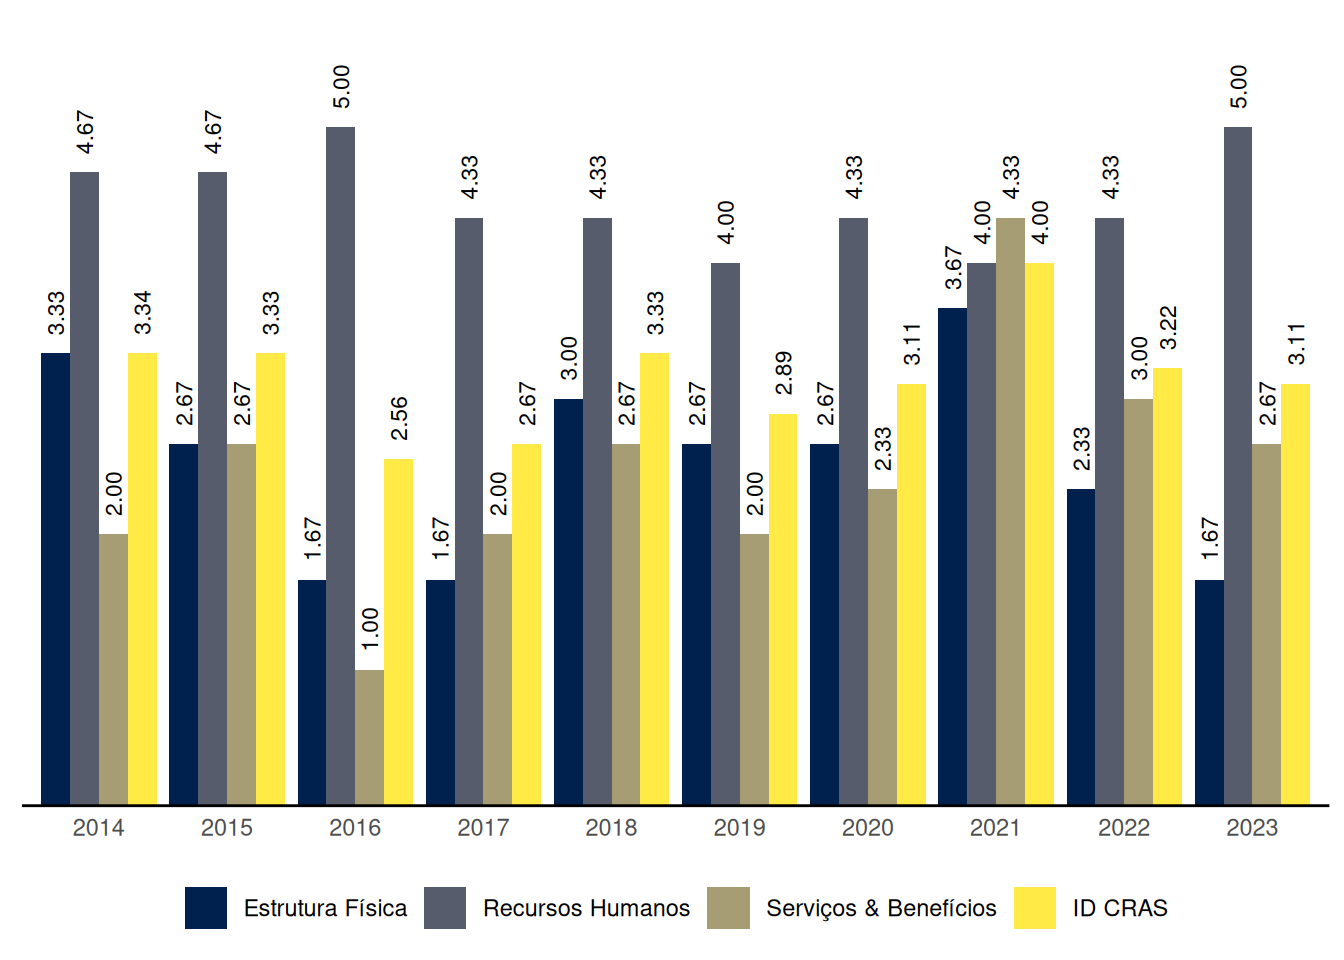 3.33 4.67 2.00 3.34
2.67 4.67 2.67 3.33
1.67 5.00 1.00 2.56
1.67 4.33 2.00 2.67
3.00 4.33 2.67 3.33
2.67 4.00 2.00 2.89
2.67 4.33 2.33 3.11
3.67 4.00 4.33 4.00
2.33 4.33 3.00 3.22
1.67 5.00 2.67 3.11
2014 2015 2016 2017 2018 2019 2020 2021 2022 2023
Estrutura Física Recursos Humanos Serviços & Benefícios ID CRAS